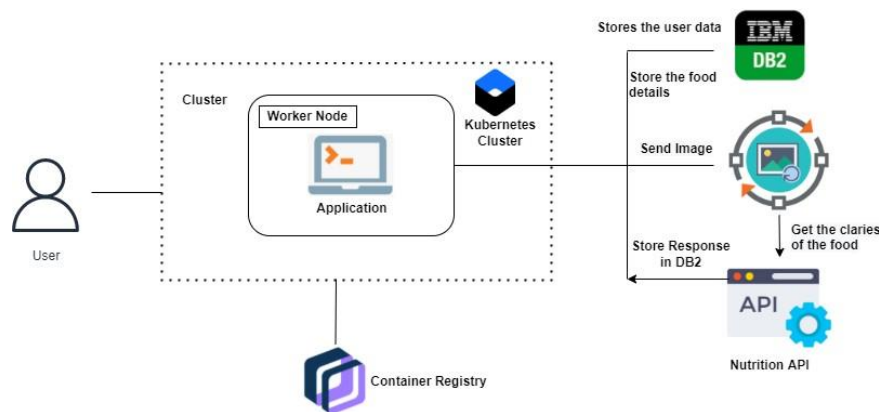 Stores the user data
IBM
DB2
Store the food
details
Cluster
Worker Node
Kubernetes
Cluster
Application
Send Image
User
Get the claries
of the food
Store Response
in DB2
API
Nutrition API
Container Registry